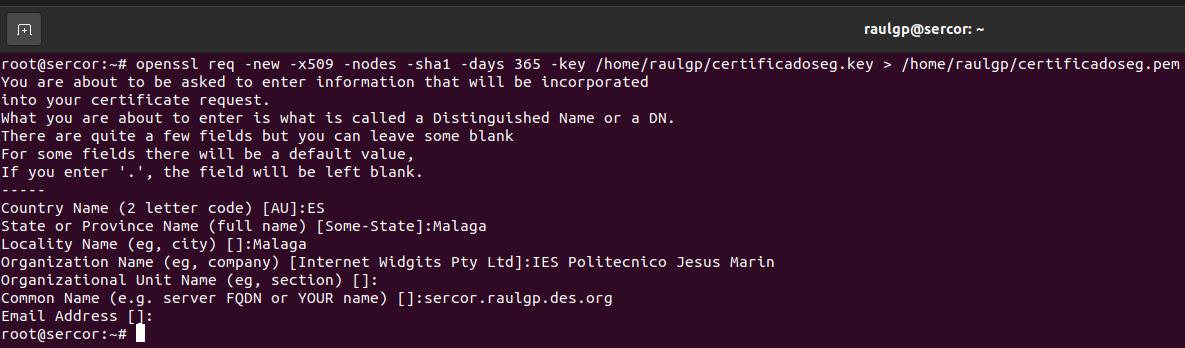 raulgp@sercor: ~
root@sercor:~# openssl req -new -x509 -nodes -sha1 -days 365 -key /home/raulgp/certificadoseg.key > /home/raulgp/certificadoseg.pem
You are about to be asked to enter information that will be incorporated
into your certificate request.
What you are about to enter is what is called a Distinguished Name or a DN.
There are quite a few fields but you can leave some blank
For some fields there will be a default value,
If you enter '.', the field will be left blank.
-----
Country Name (2 letter code) [AU]:ES
State or Province Name (full name) [Some-State]:Malaga
Locality Name (eg, city) []:Malaga
Organization Name (eg, company) [Internet Widgits Pty Ltd]:IES Politecnico Jesus Marin
Organizational Unit Name (eg, section) []:
Common Name (e.g. server FQDN or YOUR name) []:sercor.raulgp.des.org
Email Address []:
root@sercor:~#